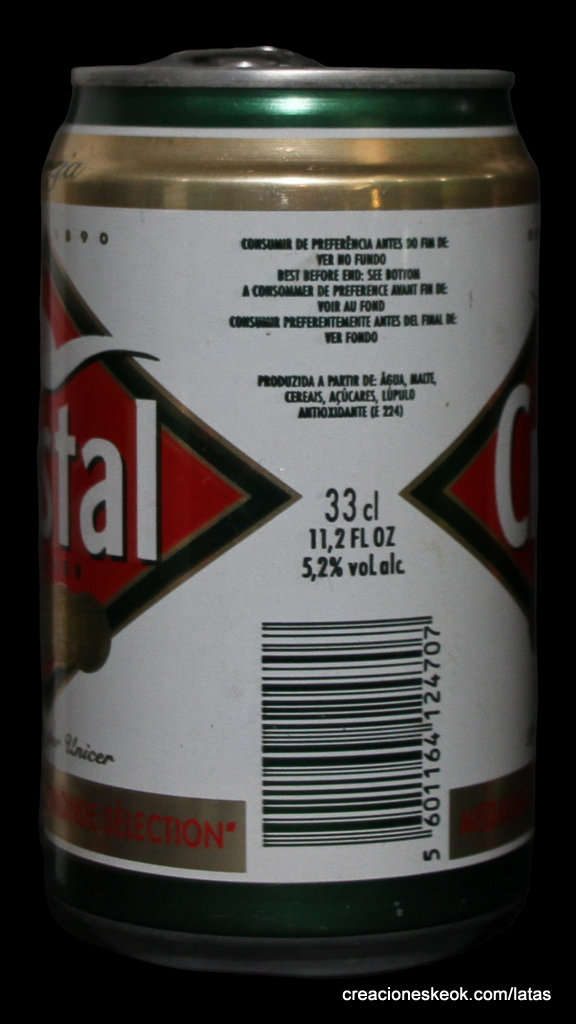 1890
CONSUMIR DE PREFERÊNCIA ANTES DO FIM DE:
VER NO FUNDO
BEST BEFORE END: SEE BOTTOM
A CONSOMMER DE PREFERENCE AVANT FIN DE:
VOIR AU FOND
CONSUMIR PREFERENTEMENTE ANTES DEL FINAL DE:
VER FONDO
PRODUZIDA A PARTIR DE: ÁGUA, MALTE,
CEREAIS, AÇÚCARES, LÚPULO
ANTIOXIDANTE (E 224)
stal
C
33 cl
11,2 FL OZ
5,2% vol.alc.
5 601164 124707
Unicer
MONDE SÉLECTION"
creacioneskeok.com/latas